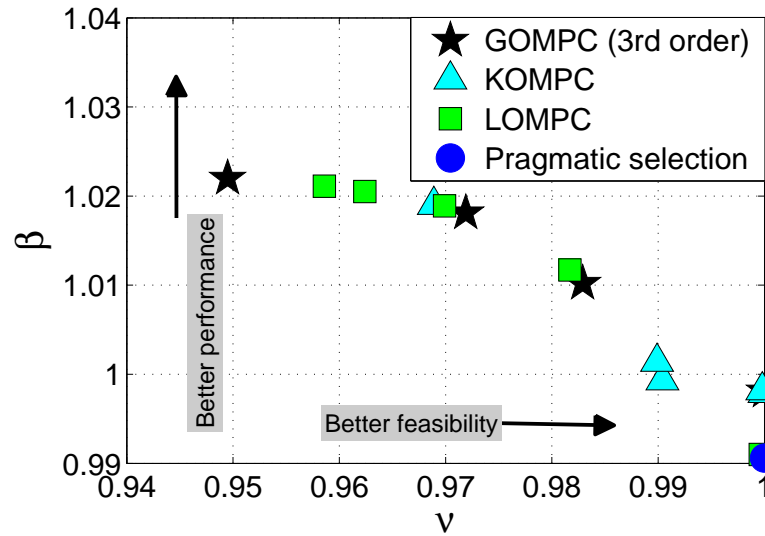 1.04
1.03
1.02
1.01
1
0.99
β
0.94
0.95
0.96
0.97
0.98
0.99
1
ν
GOMPC (3rd order)
KOMPC
LOMPC
Pragmatic selection
Better performance
Better feasibility